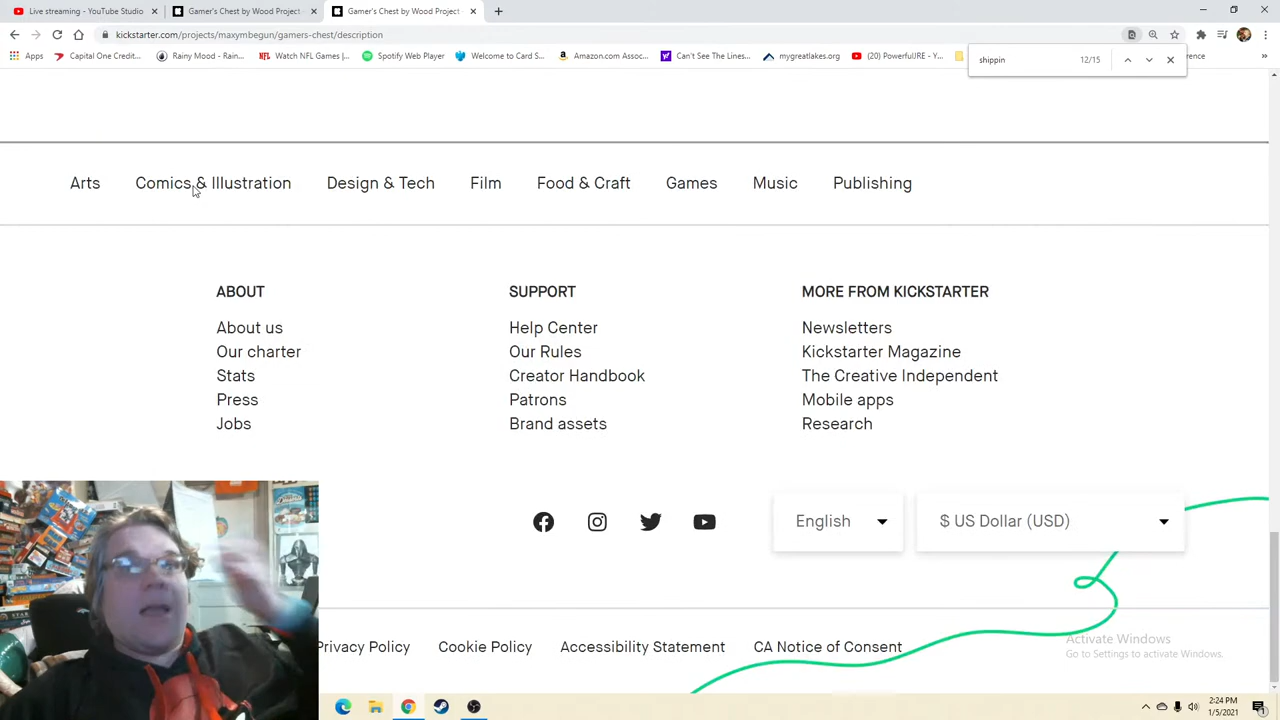 Live streaming - YouTube Studio
Gamer's Chest by Wood Project
Gamer's Chest by Wood Project
kickstarter.com/projects/maxymbegun/gamers-chest/description
Apps
Capital One Credit...
Rainy Mood - Rain...
Watch NFL Games |...
Spotify Web Player
Welcome to Card S...
Amazon.com Assoc...
Can't See The Lines...
mygreatlakes.org
(20) PowerfulJRE - Y...
shippin
12/15
Arts
Comics & Illustration
Design & Tech
Film
Food & Craft
Games
Music
Publishing
ABOUT
About us
Our charter
Stats
Press
Jobs
SUPPORT
Help Center
Our Rules
Creator Handbook
Patrons
Brand assets
MORE FROM KICKSTARTER
Newsletters
Kickstarter Magazine
The Creative Independent
Mobile apps
Research
English
$ US Dollar (USD)
Privacy Policy
Cookie Policy
Accessibility Statement
CA Notice of Consent
Activate Windows
Go to Settings to activate Windows.
2:24 PM
1/5/2021